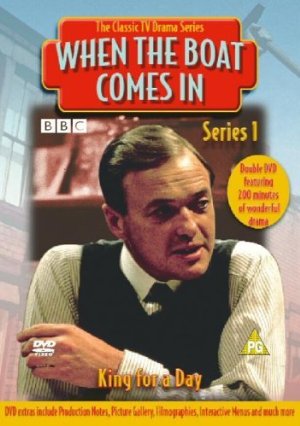 The Classic TV Drama Series
WHEN THE BOAT
COMES IN
BBC
Series 1
Double DVD
featuring
200 minutes
of wonderful
drama
DVD
VIDEO
PG
King for a Day
DVD extras include Production Notes, Picture Gallery, Filmographies, Interactive Menus and much more